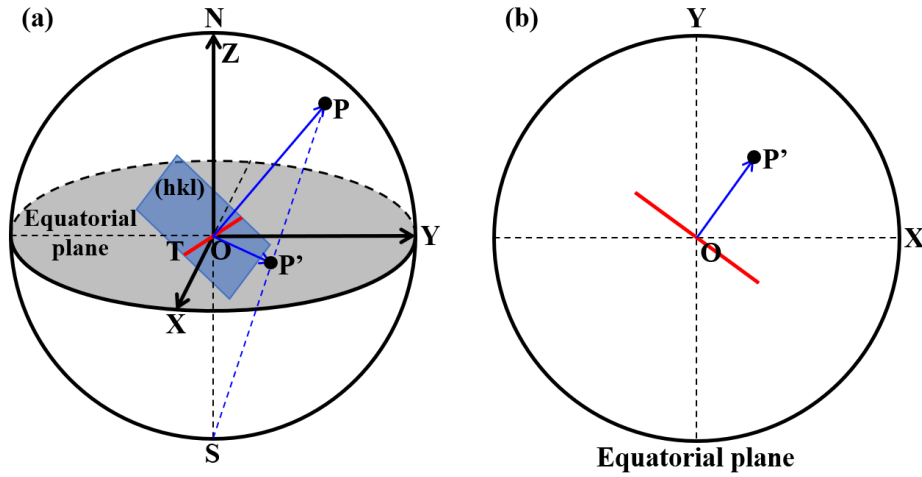 (a)
N
Z
P
(hkl)
Equatorial
plane
T
O
Y
P’
X
S
(b)
Y
P’
X
O
Equatorial plane